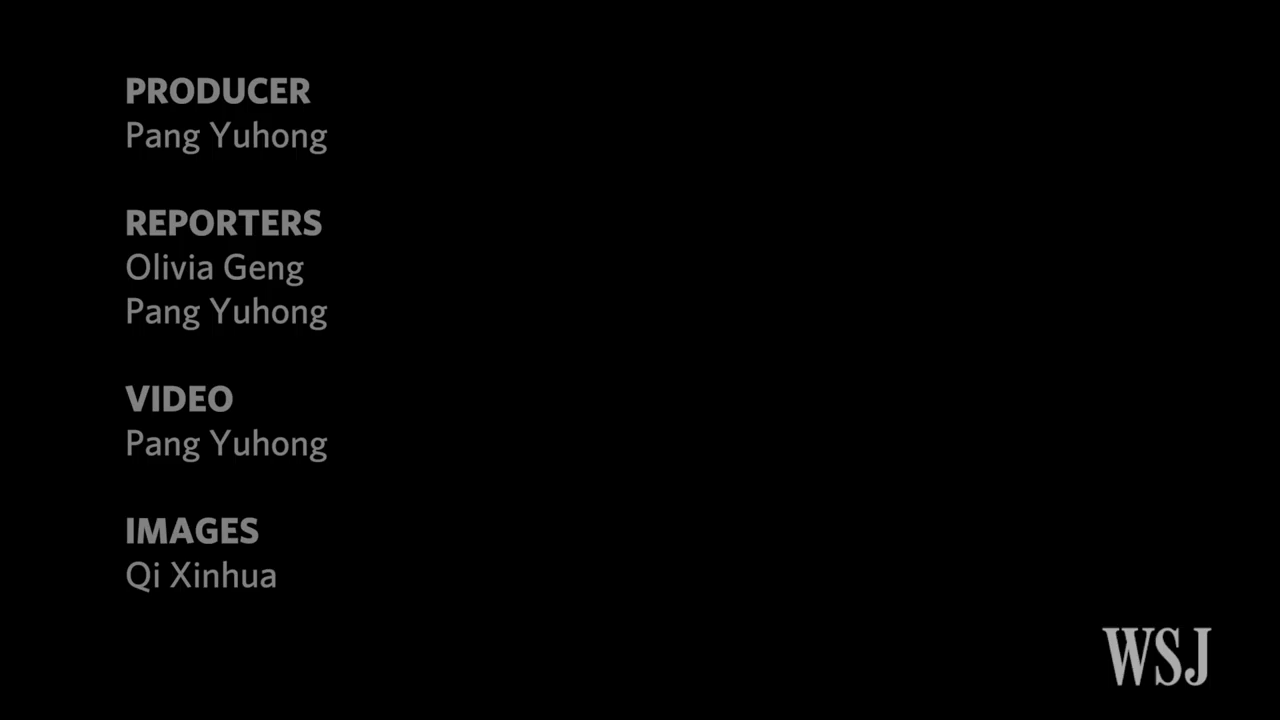 PRODUCER
Pang Yuhong
REPORTERS
Olivia Geng
Pang Yuhong
VIDEO
Pang Yuhong
IMAGES
Qi Xinhua
WSJ